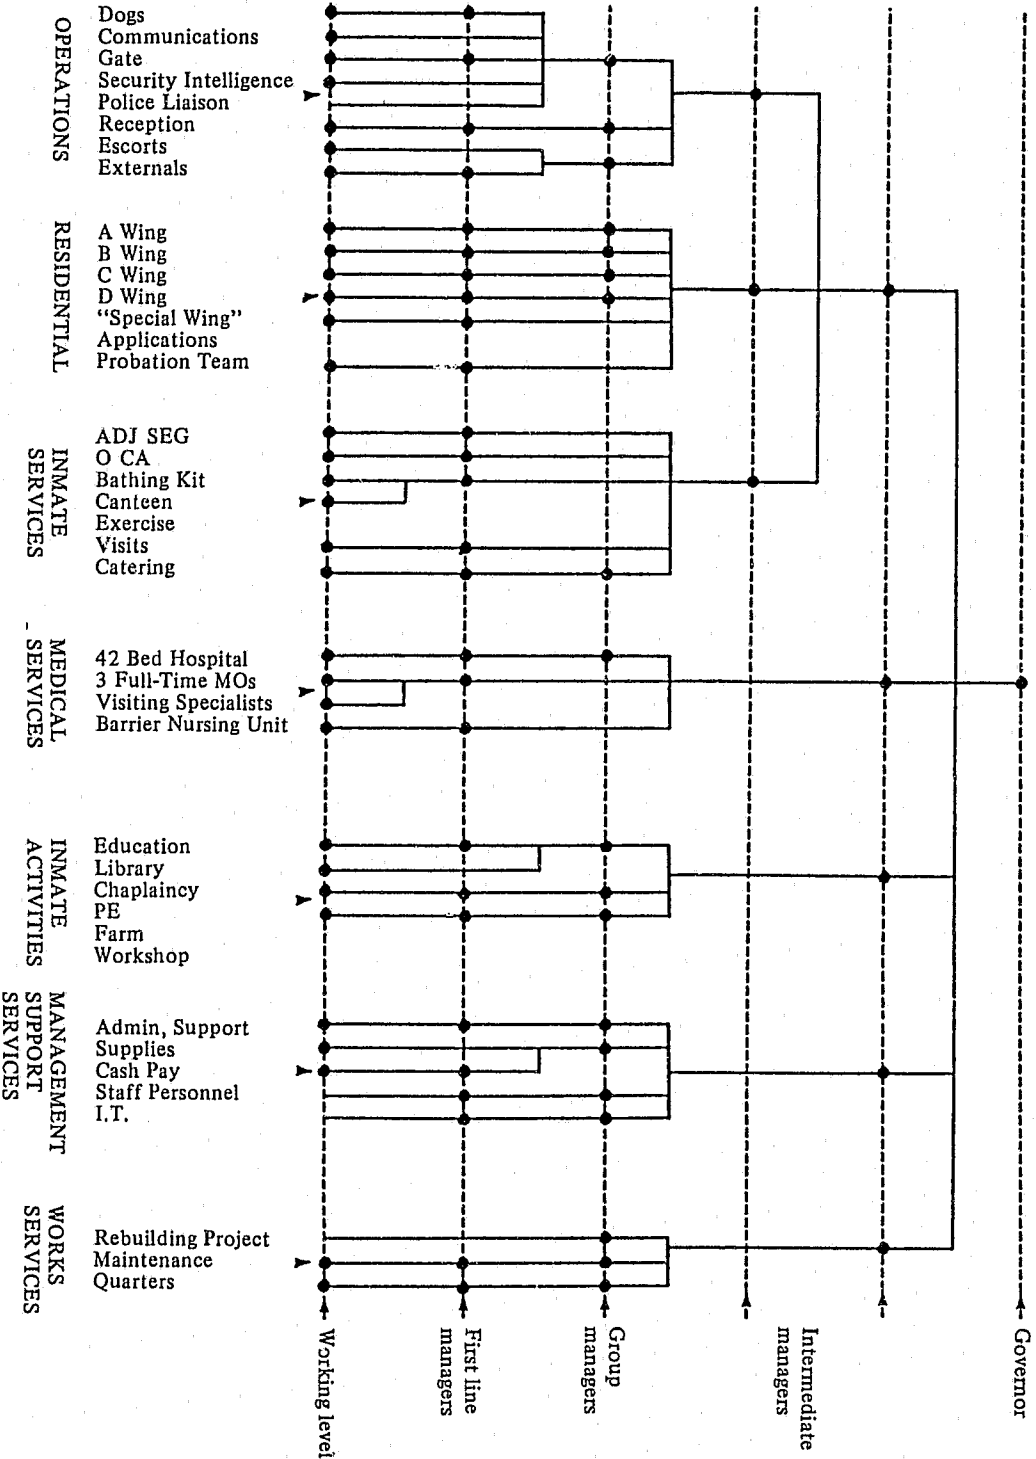 OPERATIONS
Dogs
Communications
Gate
Security Intelligence
Police Liaison
Reception
Escorts
Externals
RESIDENTIAL
A Wing
B Wing
C Wing
D Wing
“Special Wing”
Applications
Probation Team
INMATE
SERVICES
ADJ SEG
O CA
Bathing Kit
Canteen
Exercise
Visits
Catering
MEDICAL
SERVICES
42 Bed Hospital
3 Full-Time MOs
Visiting Specialists
Barrier Nursing Unit
INMATE
ACTIVITIES
Education
Library
Chaplaincy
PE
Farm
Workshop
MANAGEMENT
SUPPORT
SERVICES
Admin, Support
Supplies
Cash Pay
Staff Personnel
I.T.
WORKS
SERVICES
Rebuilding Project
Maintenance
Quarters
Working level
First line
managers
Group
managers
Intermediate
managers
Governor